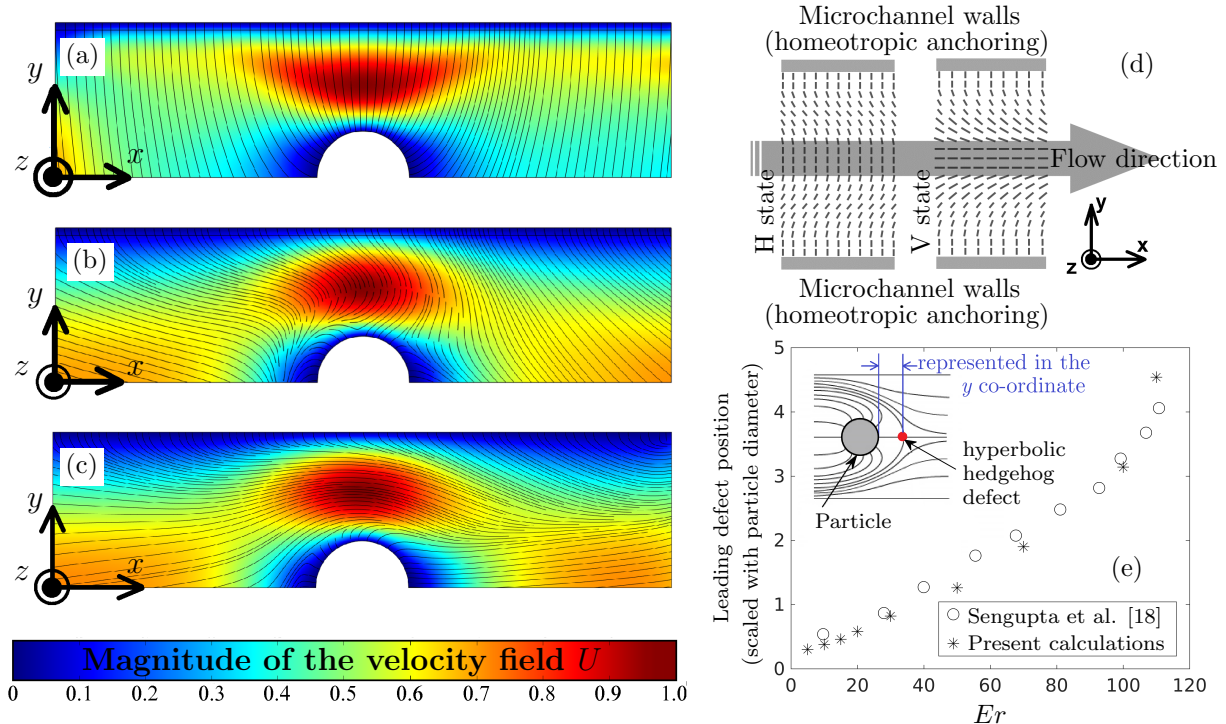 (a)
y
z
x
(b)
y
z
x
(c)
y
z
x
Magnitude of the velocity field U
0 0.1 0.2 0.3 0.4 0.5 0.6 0.7 0.8 0.9 1.0
Microchannel walls
(homeotropic anchoring)
(d)
H state
V state
Flow direction
y
x
z
Microchannel walls
(homeotropic anchoring)
Leading defect position
(scaled with particle diameter)
5
4
3
2
1
0
represented in the
y co-ordinate
hyperbolic
hedgehog
defect
Particle
(e)
Sengupta et al. [18]
Present calculations
0 20 40 60 80 100 120
Er